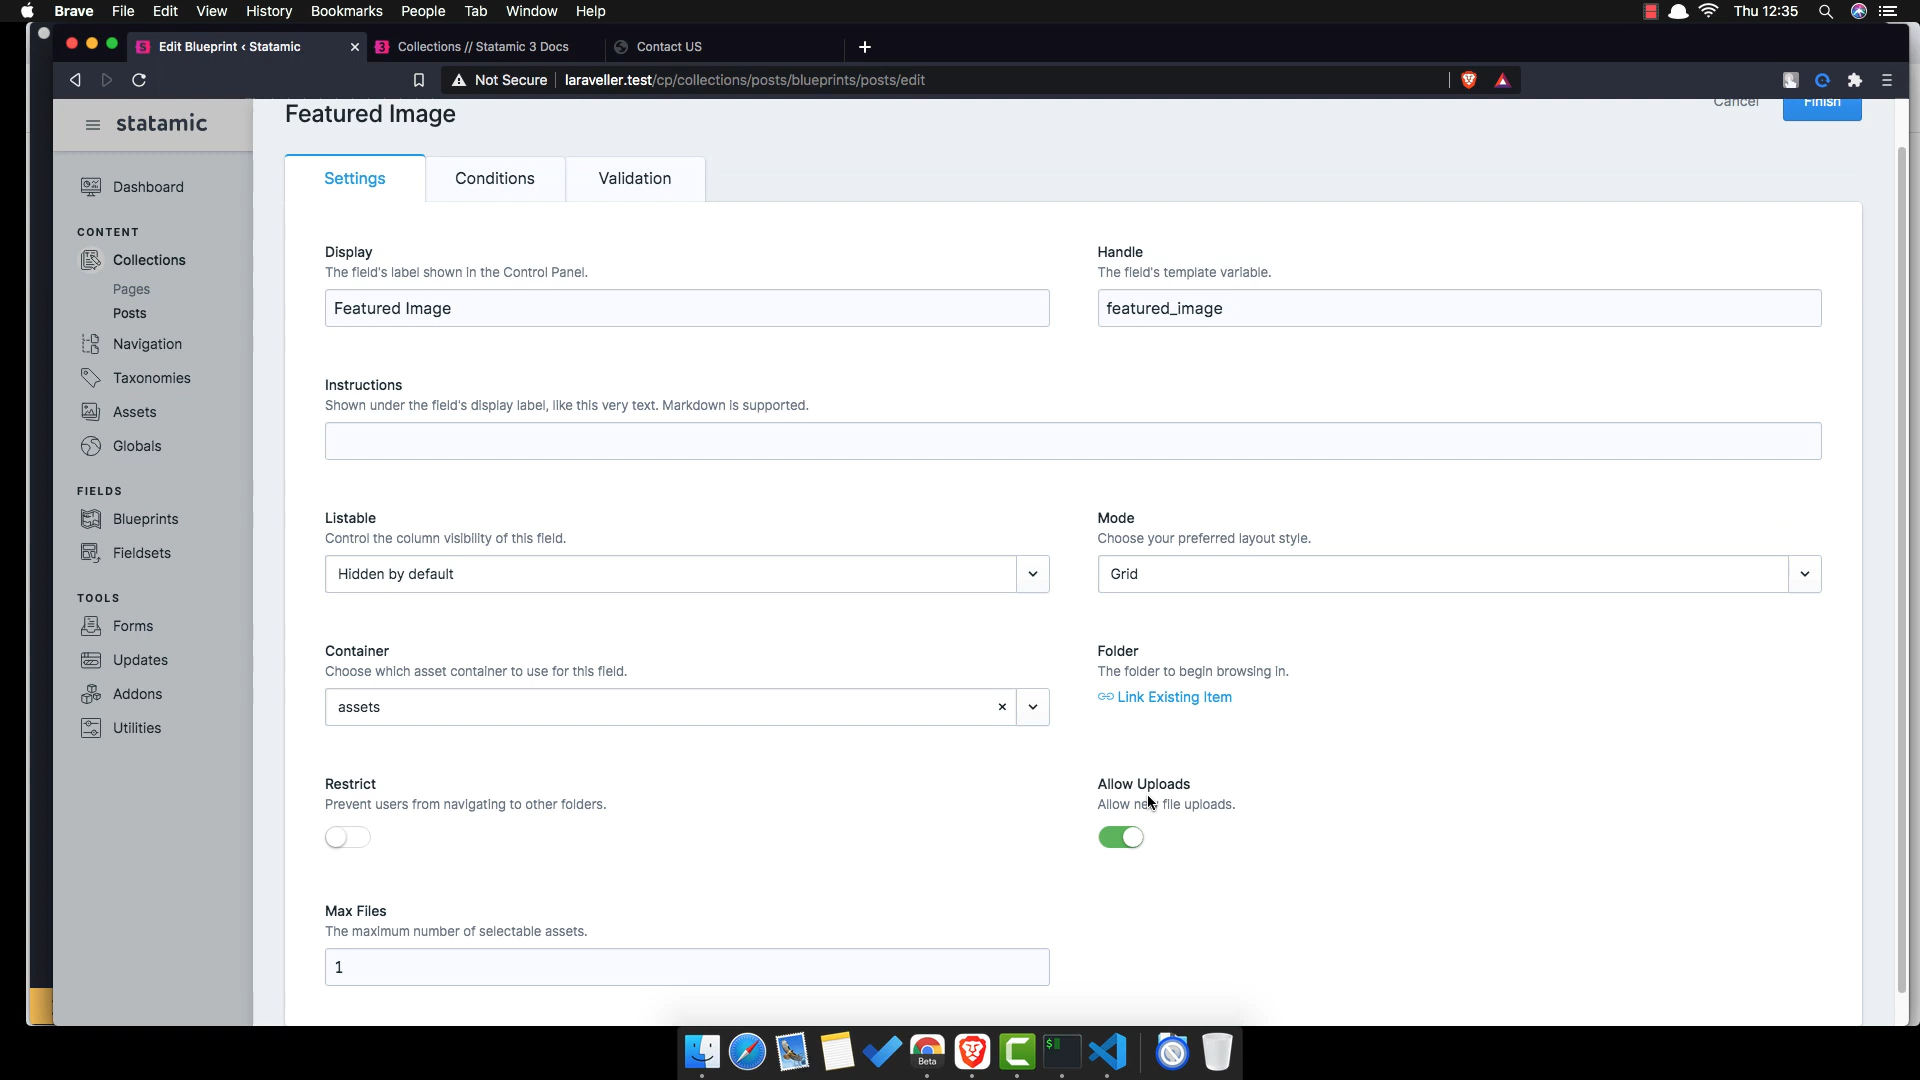 Brave File Edit View History Bookmarks People Tab Window Help Thu 12:35
Edit Blueprint ‹ Statamic Collections // Statamic 3 Docs Contact US
Not Secure laraveller.test/cp/collections/posts/blueprints/posts/edit
statamic
Dashboard
CONTENT
Collections
Pages
Posts
Navigation
Taxonomies
Assets
Globals
FIELDS
Blueprints
Fieldsets
TOOLS
Forms
Updates
Addons
Utilities
Featured Image
Cancel
Finish
Settings Conditions Validation
Display
The field's label shown in the Control Panel.
Featured Image
Handle
The field's template variable.
featured_image
Instructions
Shown under the field's display label, like this very text. Markdown is supported.
Listable
Control the column visibility of this field.
Hidden by default
Mode
Choose your preferred layout style.
Grid
Container
Choose which asset container to use for this field.
assets
Folder
The folder to begin browsing in.
Link Existing Item
Restrict
Prevent users from navigating to other folders.
Allow Uploads
Allow new file uploads.
Max Files
The maximum number of selectable assets.
1
Beta